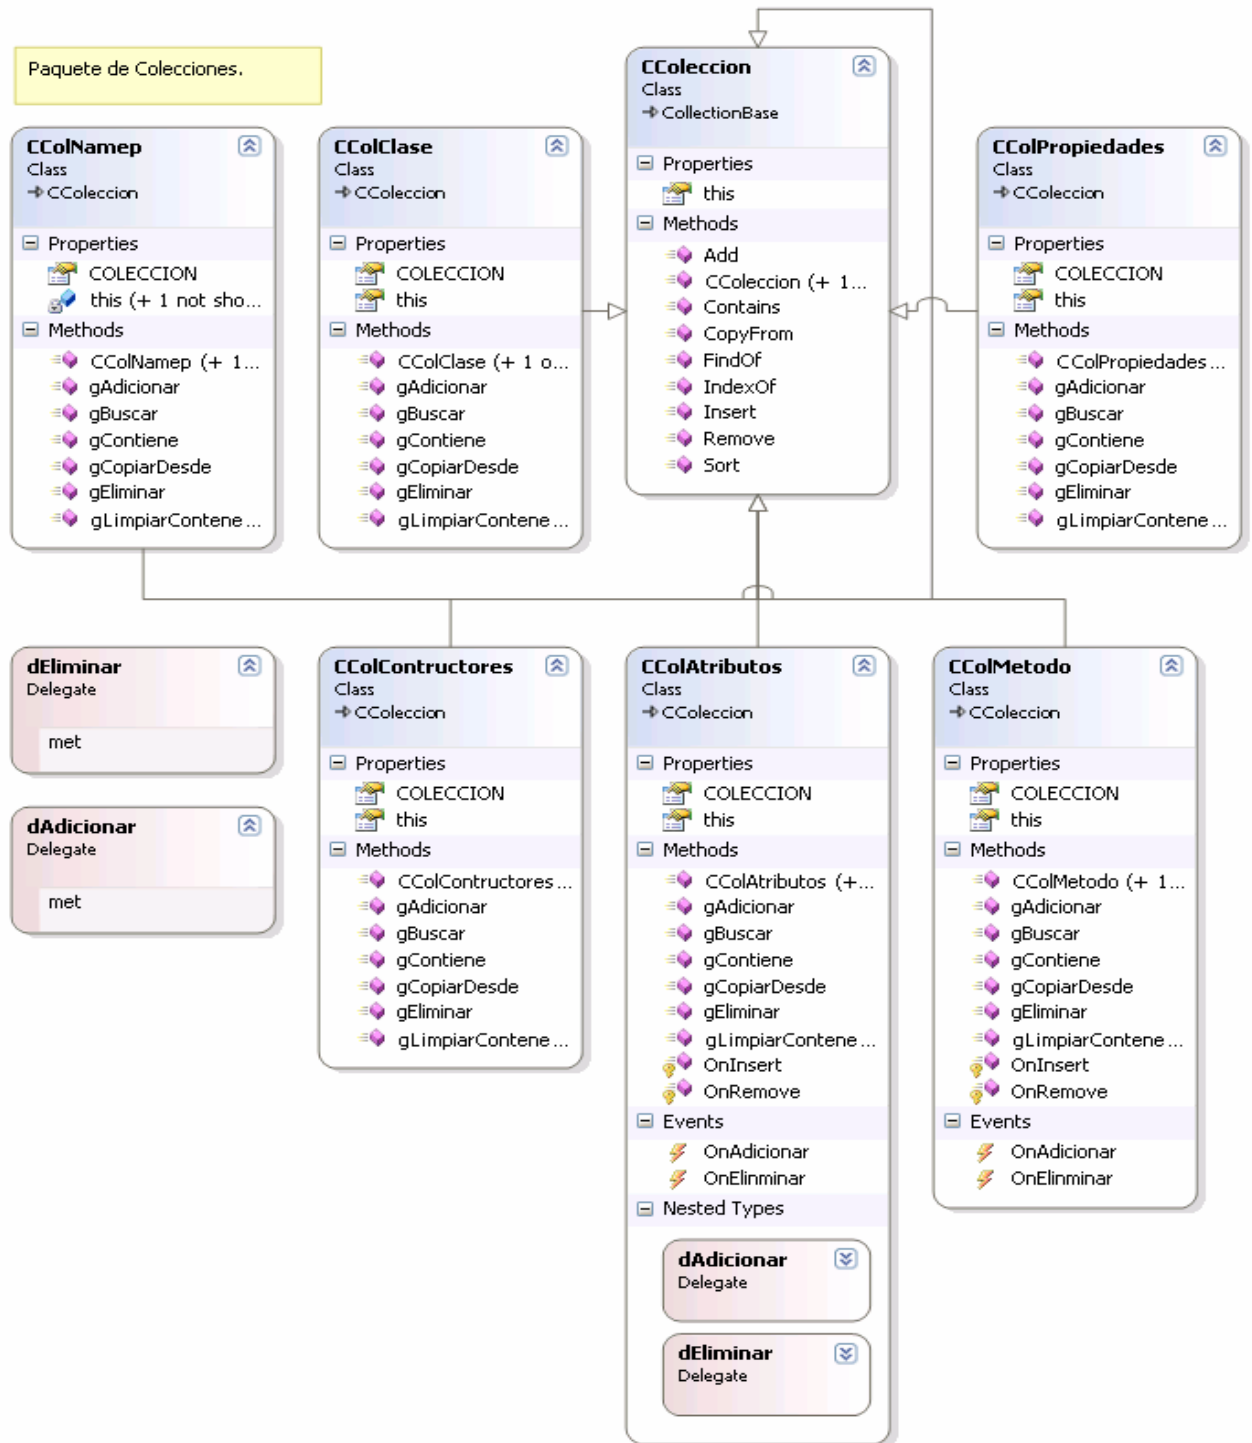 Paquete de Colecciones.
CColNamep
Class
CColeccion
Properties
COLECCION
this (+ 1 not sho...
Methods
CColNamep (+ 1...
gAdicionar
gBuscar
gContiene
gCopiarDesde
gEliminar
gLimpiarContene...
CColClase
Class
CColeccion
Properties
COLECCION
this
Methods
CColClase (+ 1 o...
gAdicionar
gBuscar
gContiene
gCopiarDesde
gEliminar
gLimpiarContene...
CColeccion
Class
CollectionBase
Properties
this
Methods
Add
CColeccion (+ 1...
Contains
CopyFrom
FindOf
IndexOf
Insert
Remove
Sort
CColPropiedades
Class
CColeccion
Properties
COLECCION
this
Methods
CColPropiedades...
gAdicionar
gBuscar
gContiene
gCopiarDesde
gEliminar
gLimpiarContene...
dEliminar
Delegate
met
dAdicionar
Delegate
met
CColContructores
Class
CColeccion
Properties
COLECCION
this
Methods
CColContructores...
gAdicionar
gBuscar
gContiene
gCopiarDesde
gEliminar
gLimpiarContene...
CColAtributos
Class
CColeccion
Properties
COLECCION
this
Methods
CColAtributos (+...
gAdicionar
gBuscar
gContiene
gCopiarDesde
gEliminar
gLimpiarContene...
OnInsert
OnRemove
Events
OnAdicionar
OnElinminar
Nested Types
dAdicionar
Delegate
dEliminar
Delegate
CColMetodo
Class
CColeccion
Properties
COLECCION
this
Methods
CColMetodo (+ 1...
gAdicionar
gBuscar
gContiene
gCopiarDesde
gEliminar
gLimpiarContene...
OnInsert
OnRemove
Events
OnAdicionar
OnElinminar